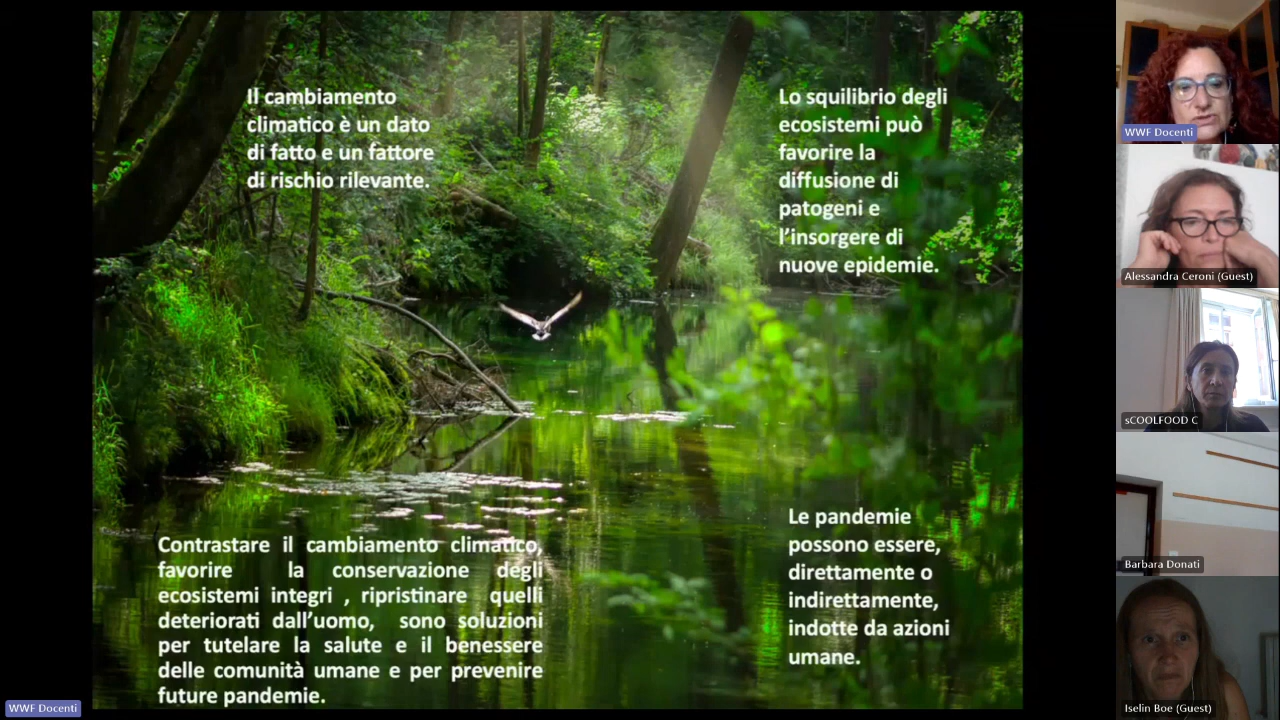 Il cambiamento
climatico è un dato
di fatto e un fattore
di rischio rilevante.
Lo squilibrio degli
ecosistemi può
favorire la
diffusione di
patogeni e
l'insorgere di
nuove epidemie.
Contrastare il cambiamento climatico,
favorire la conservazione degli
ecosistemi integri , ripristinare quelli
deteriorati dall'uomo, sono soluzioni
per tutelare la salute e il benessere
delle comunità umane e per prevenire
future pandemie.
Le pandemie
possono essere,
direttamente o
indirettamente,
indotte da azioni
umane.
WWF Docenti
WWF Docenti
Alessandra Ceroni (Guest)
sCOOLFOOD C
Barbara Donati
Iselin Boe (Guest)